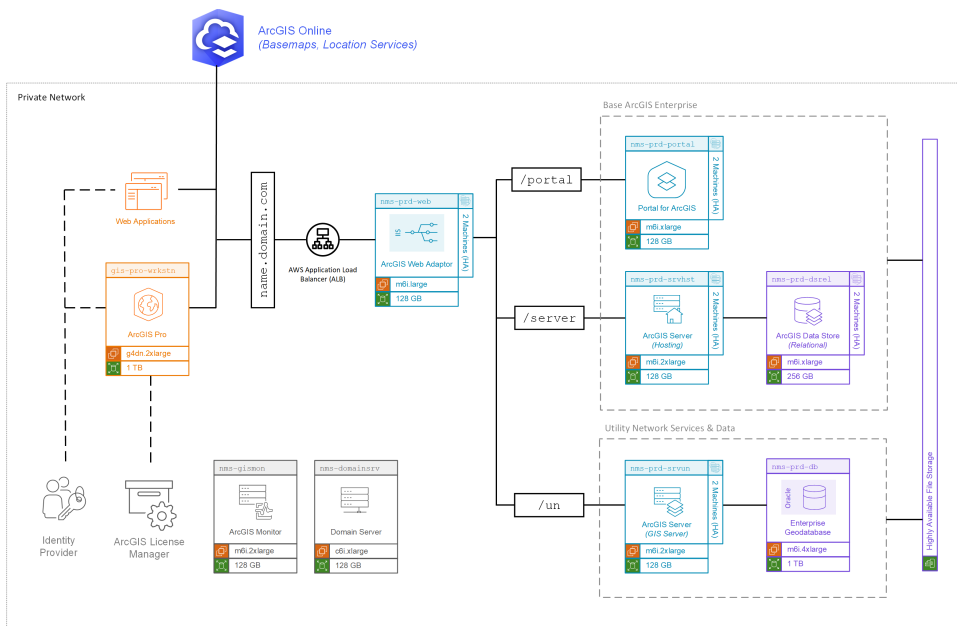 ArcGIS Online
(Basemaps, Location Services)
Private Network
Base ArcGIS Enterprise
nms-prd-portal
2 Machines (HA)
Portal for ArcGIS
m6i.xlarge
128 GB
/portal
Web Applications
name.domain.com
nms-prd-web
2 Machines (HA)
IIS
ArcGIS Web Adaptor
m6i.large
128 GB
AWS Application Load
Balancer (ALB)
gis-pro-wrkstn
ArcGIS Pro
g4dn.2xlarge
1 TB
/server
nms-prd-srvhst
2 Machines (HA)
ArcGIS Server
(Hosting)
m6i.2xlarge
128 GB
nms-prd-dsrel
2 Machines (HA)
ArcGIS Data Store
(Relational)
m6i.xlarge
256 GB
Utility Network Services & Data
/un
nms-prd-srvun
2 Machines (HA)
ArcGIS Server
(GIS Server)
m6i.2xlarge
128 GB
nms-prd-db
Oracle
Enterprise
Geodatabase
m6i.4xlarge
1 TB
Highly Available File Storage
Identity
Provider
ArcGIS License
Manager
nms-gismon
ArcGIS Monitor
m6i.2xlarge
128 GB
nms-domainsrv
Domain Server
c6i.xlarge
128 GB